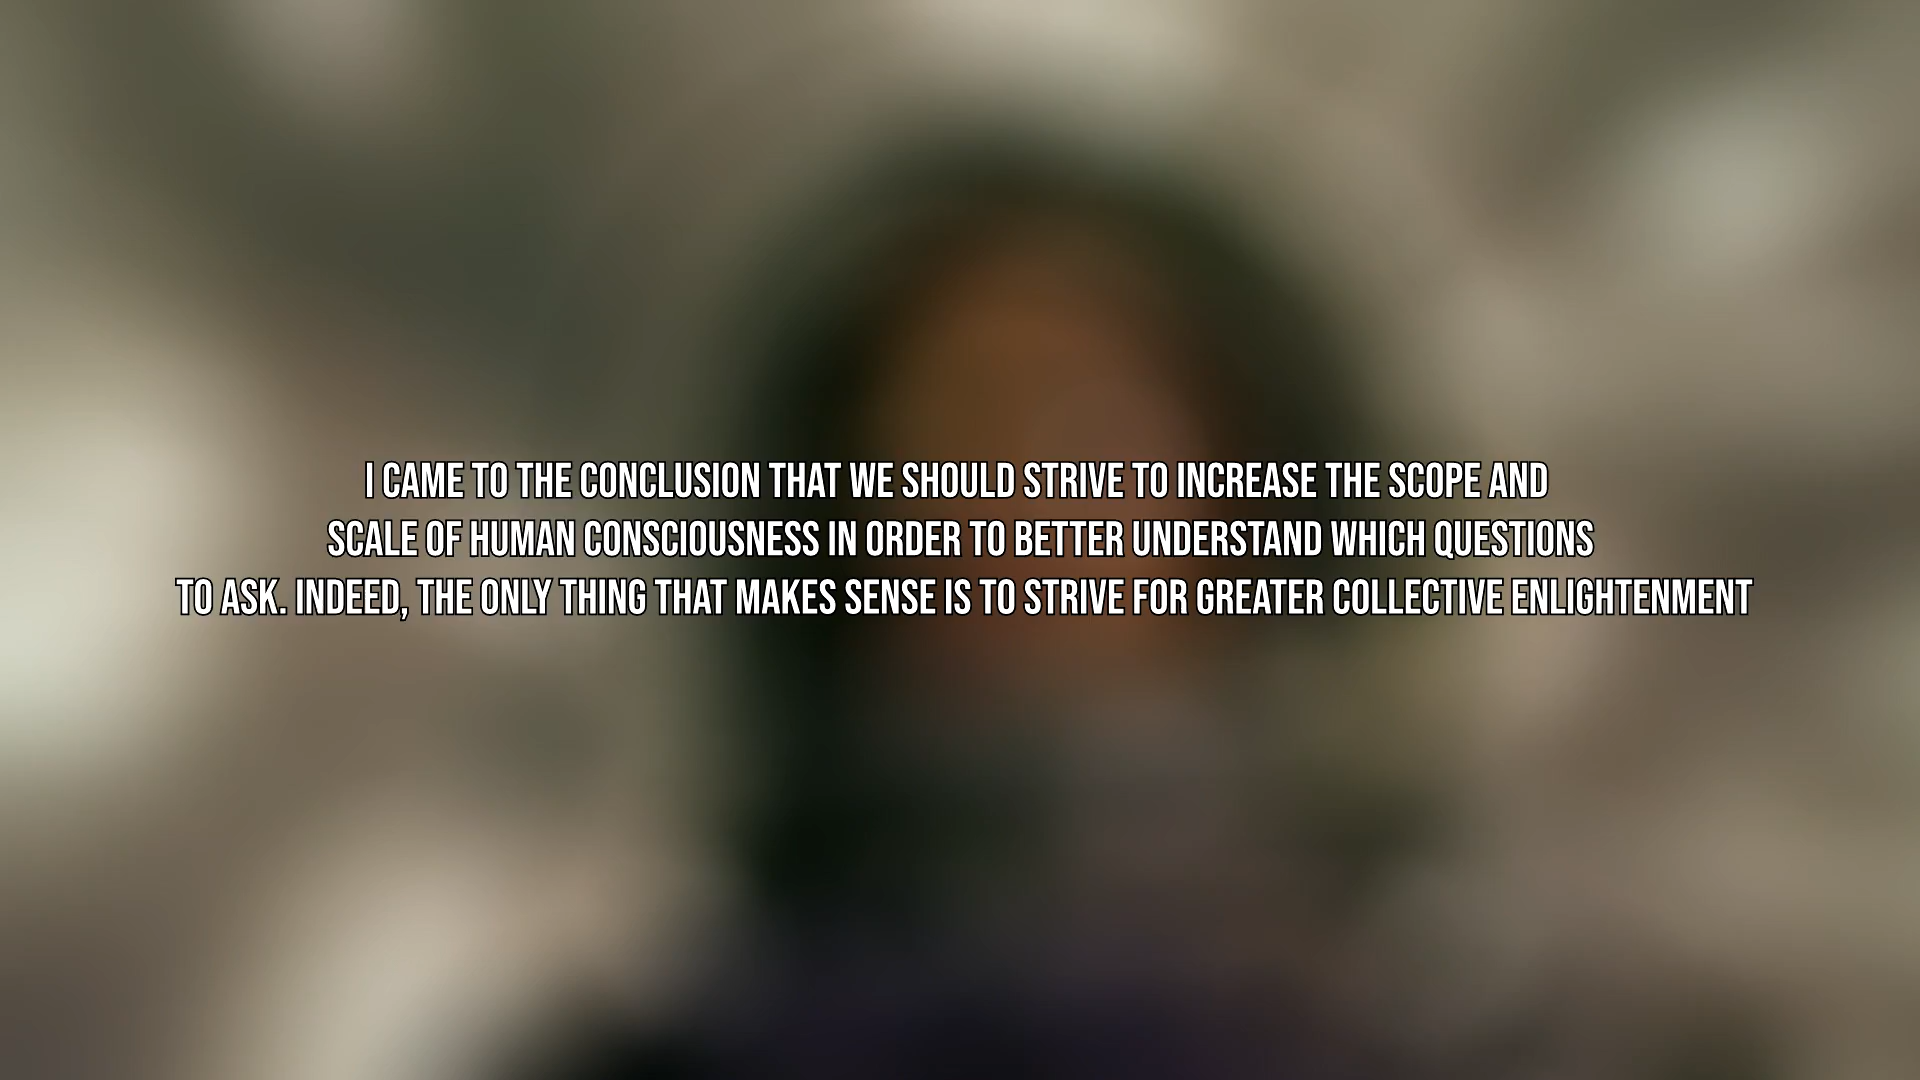 I CAME TO THE CONCLUSION THAT WE SHOULD STRIVE TO INCREASE THE SCOPE AND
SCALE OF HUMAN CONSCIOUSNESS IN ORDER TO BETTER UNDERSTAND WHICH QUESTIONS
TO ASK. INDEED, THE ONLY THING THAT MAKES SENSE IS TO STRIVE FOR GREATER COLLECTIVE ENLIGHTENMENT